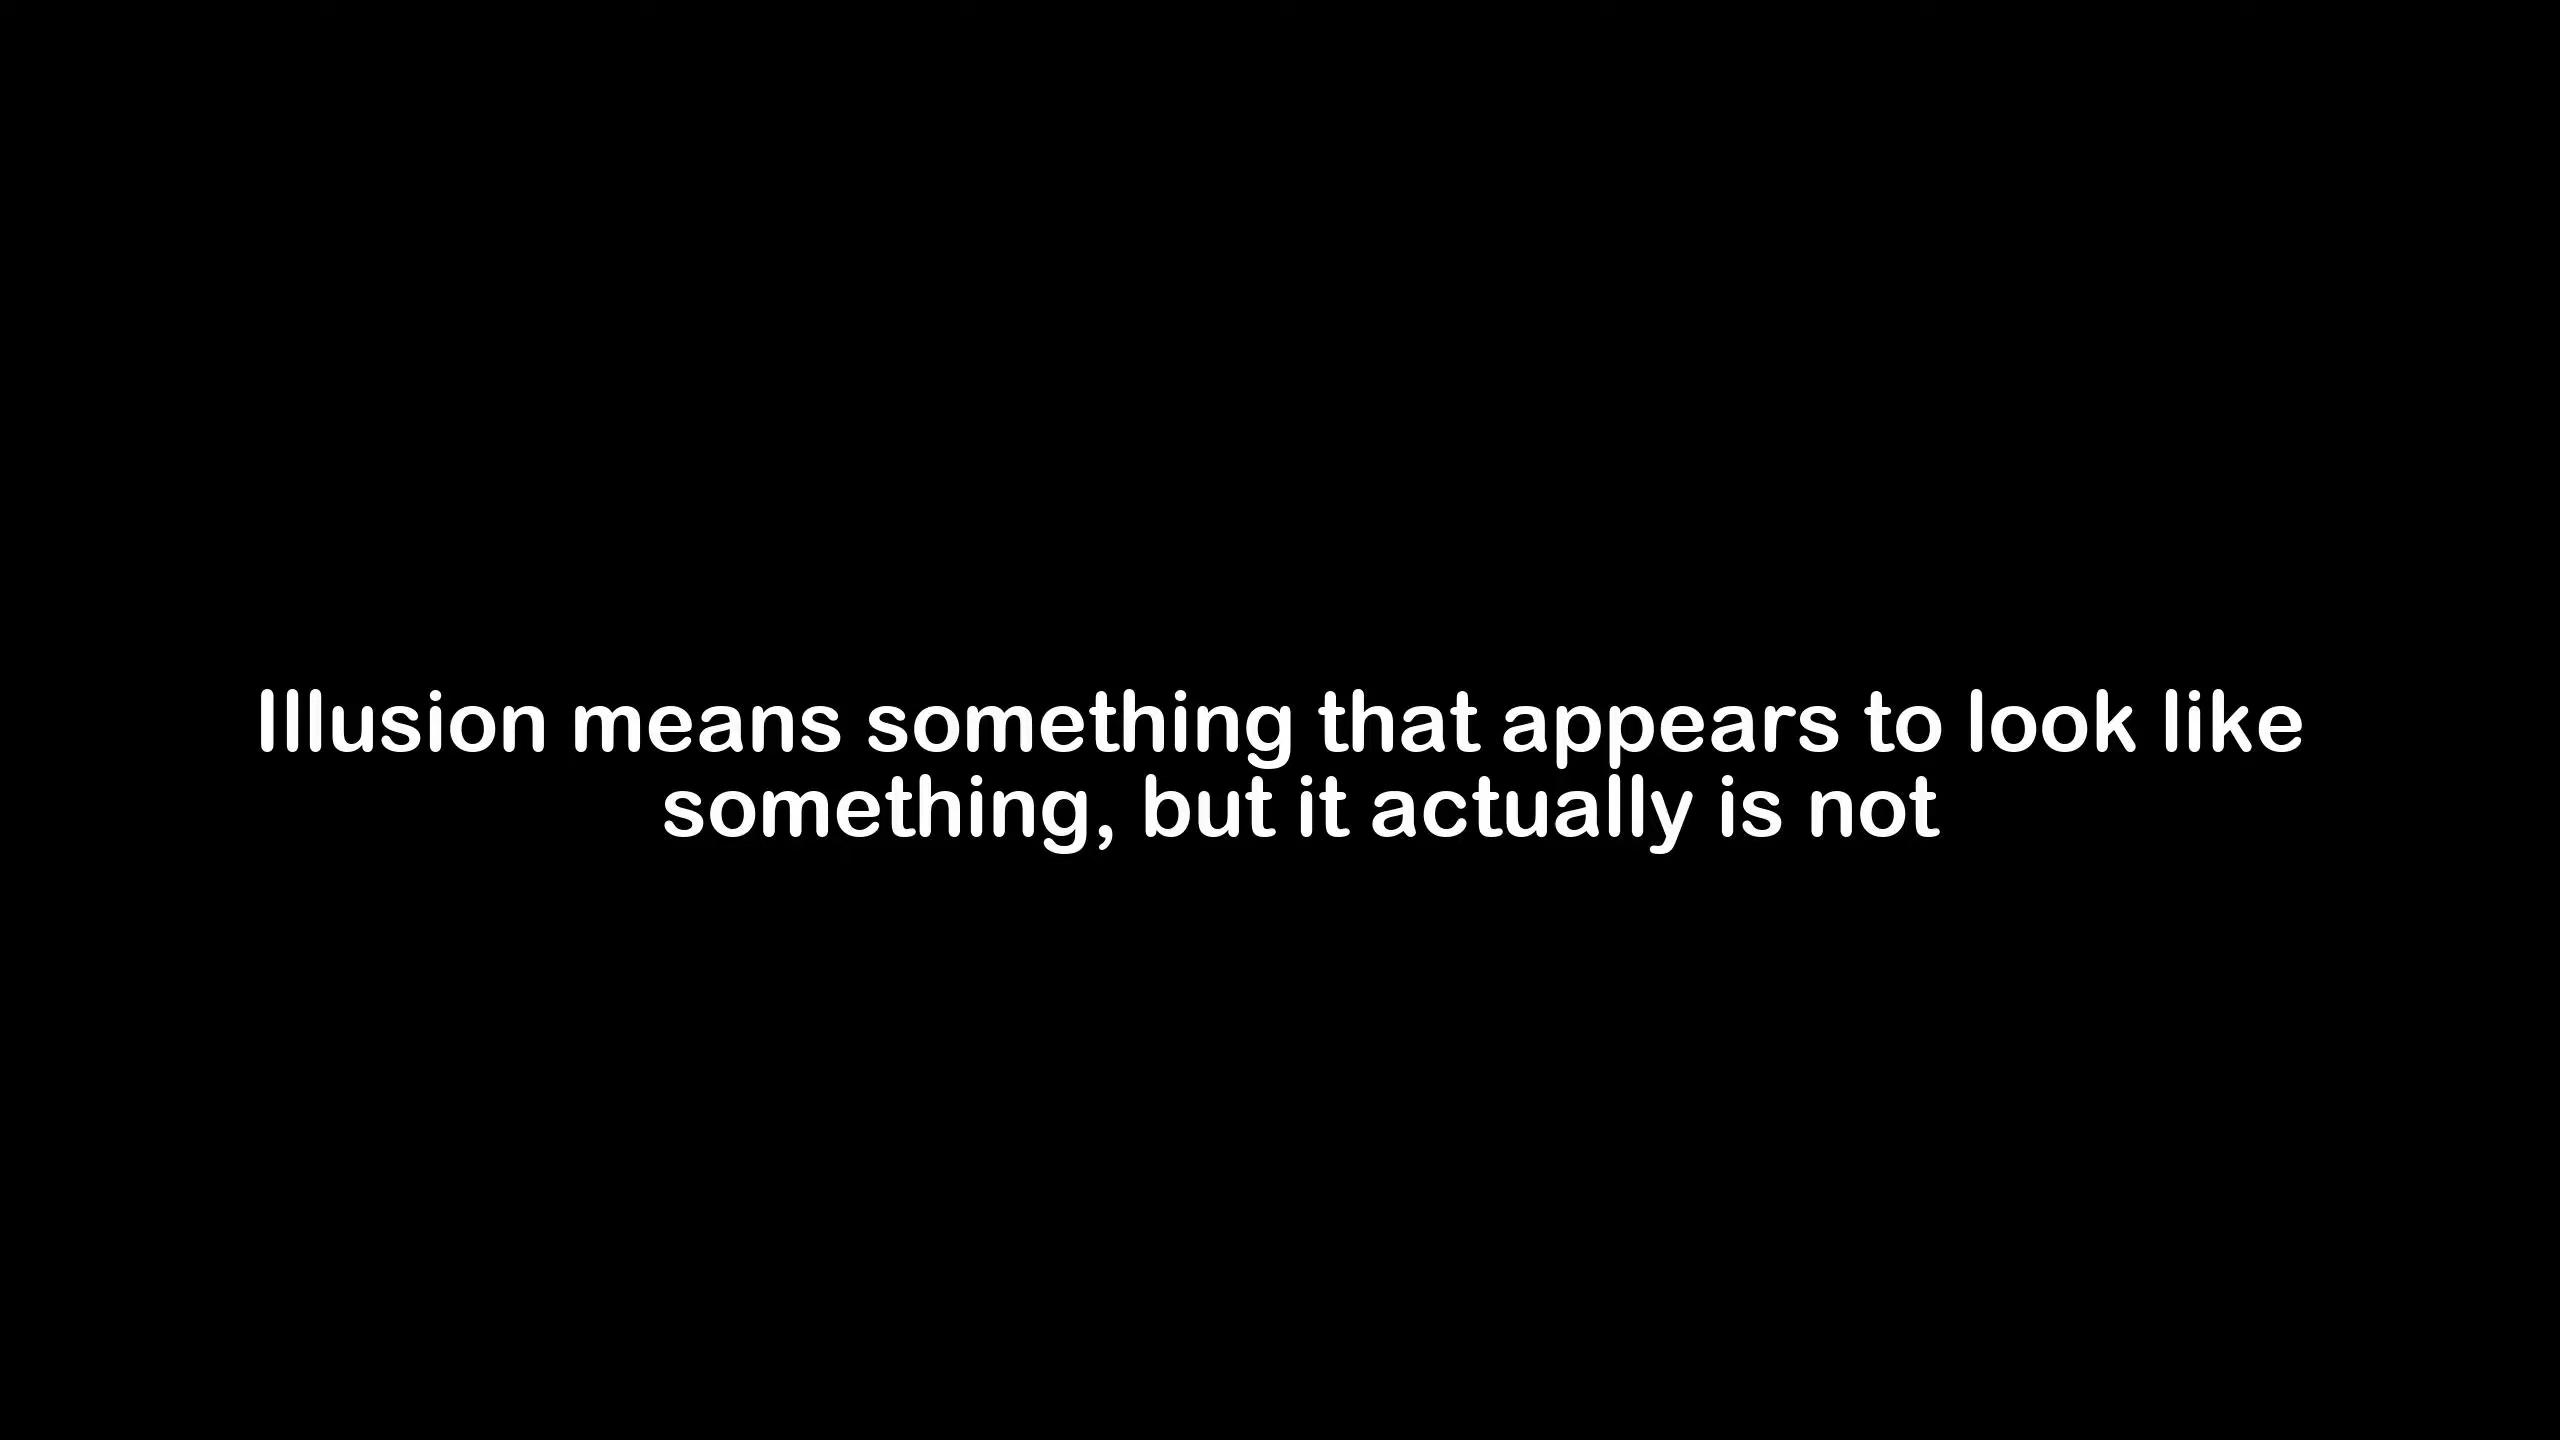 Illusion means something that appears to look like
something, but it actually is not